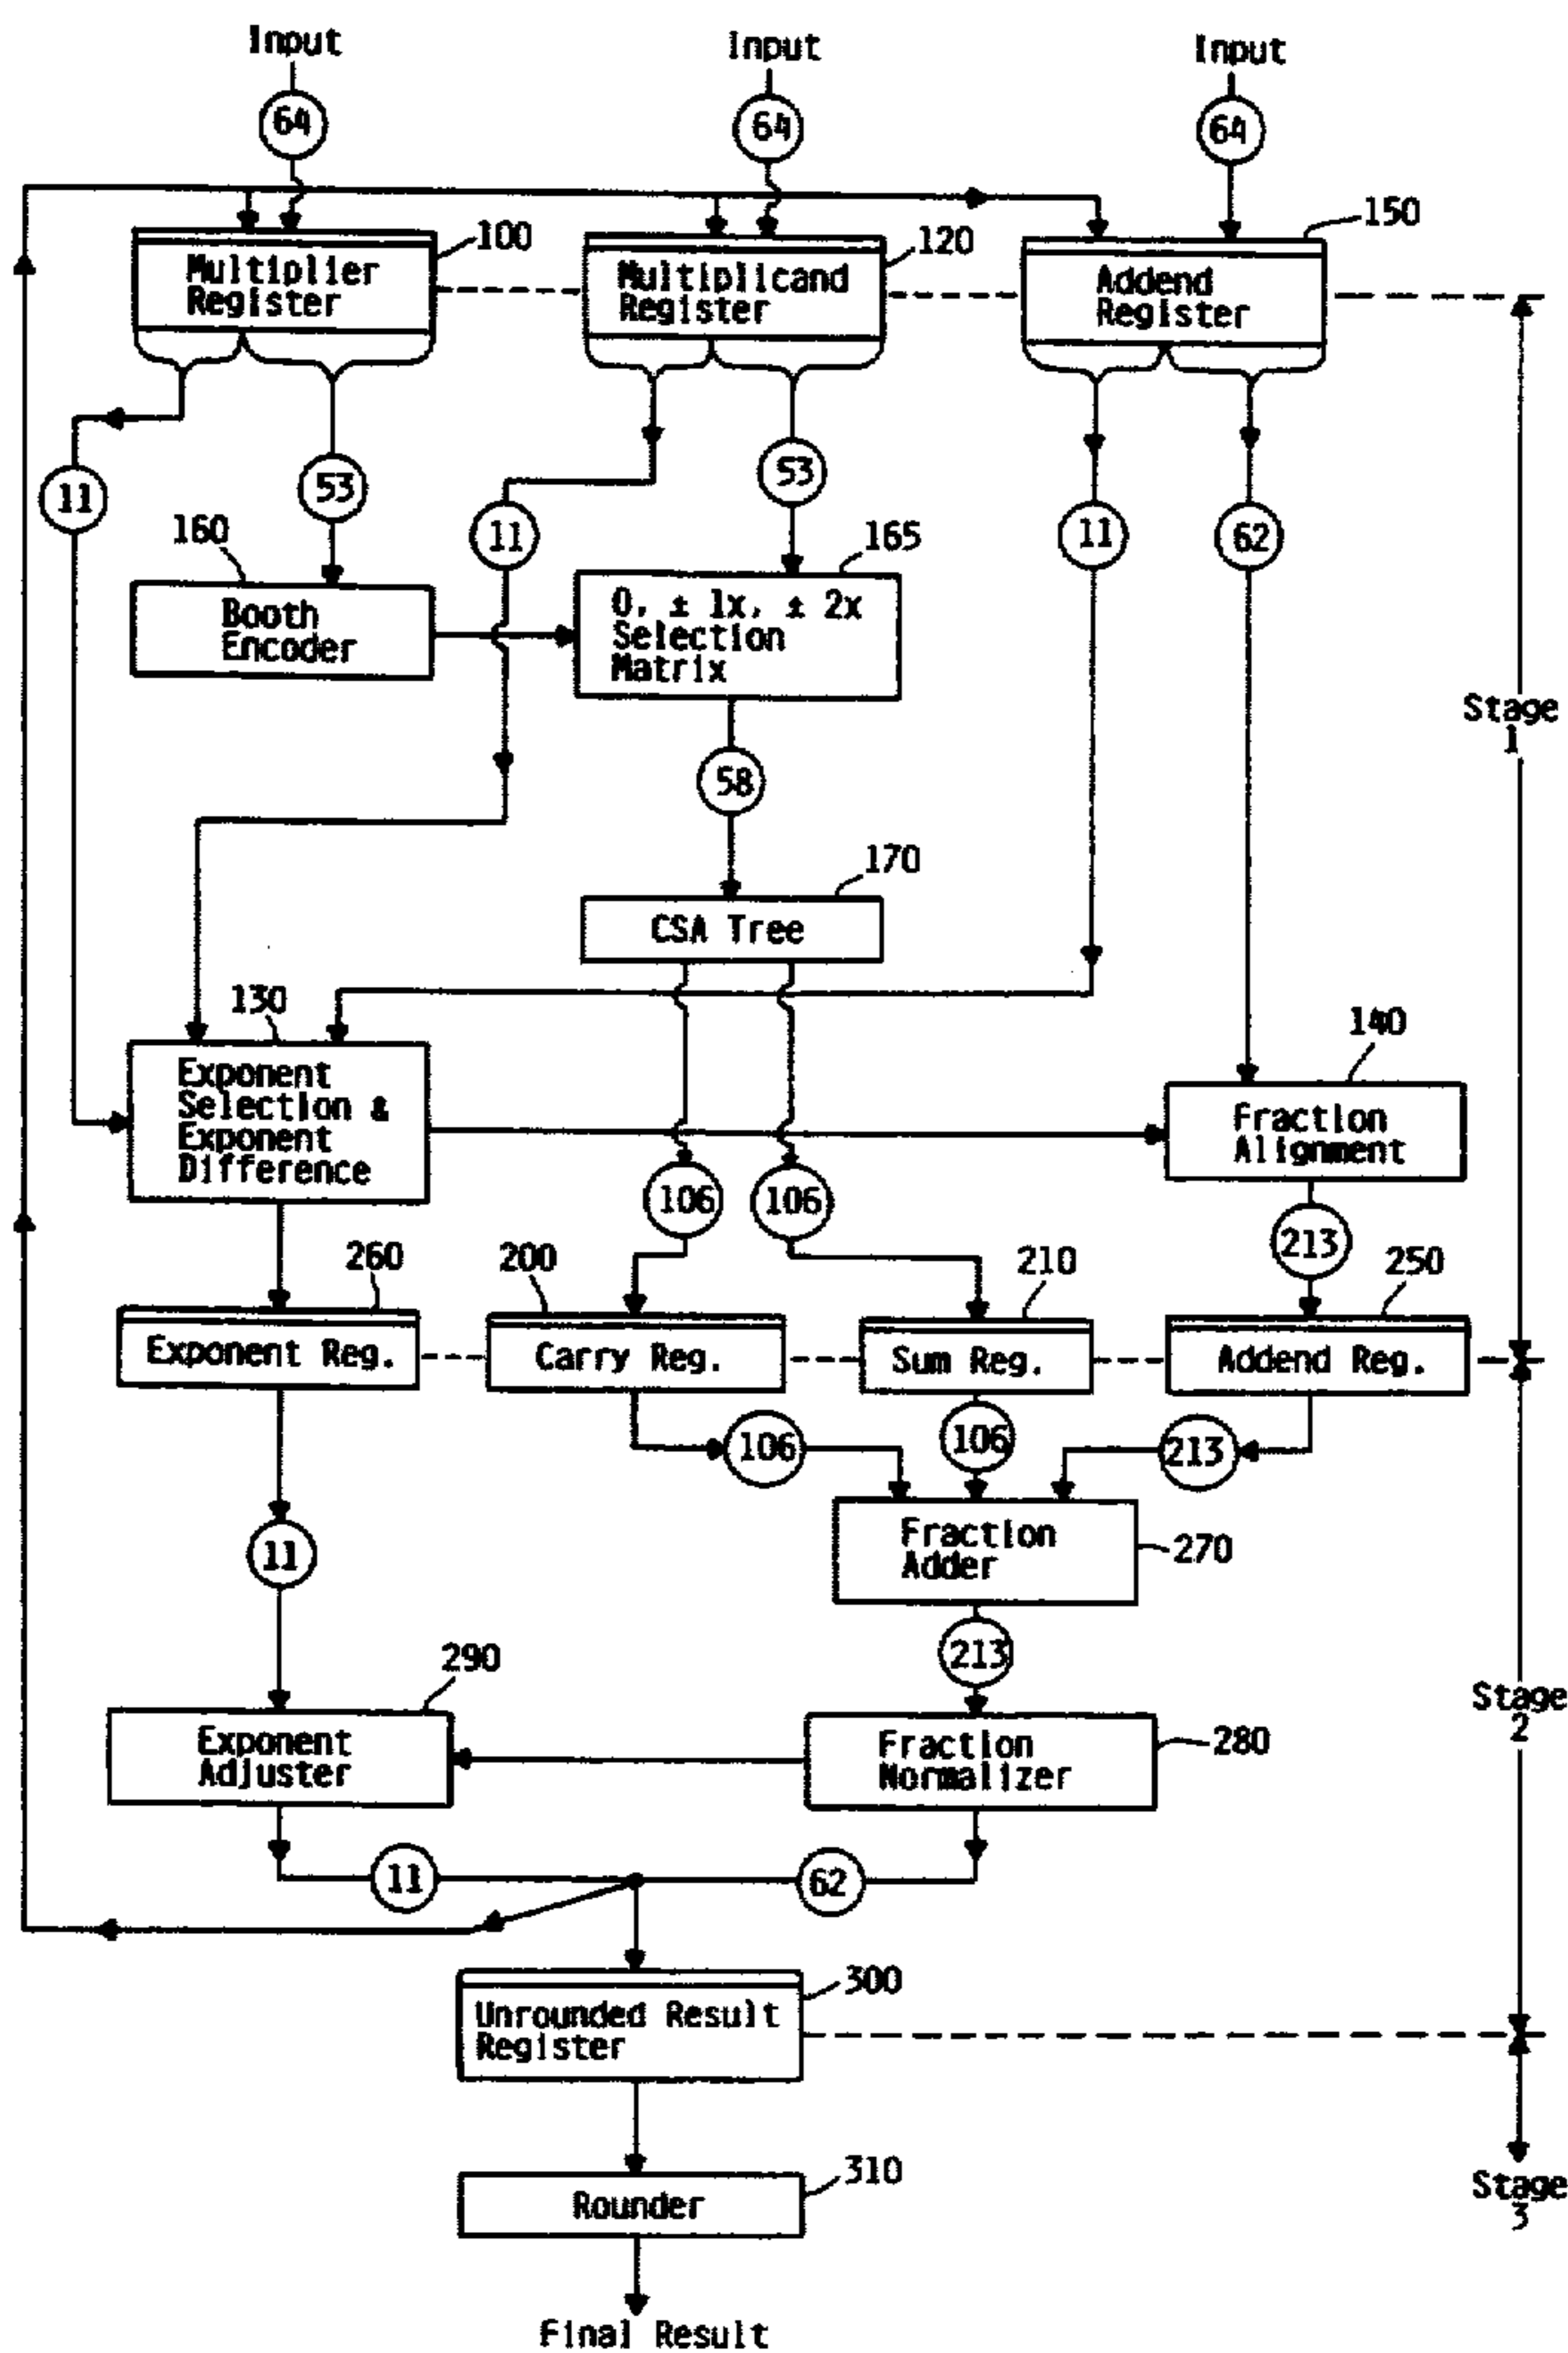 Input
Input
Input
64
64
64
100
120
150
Multiplier
Register
Multiplicand
Register
Addend
Register
11
53
11
53
11
62
160
165
Booth
Encoder
0, ± 1x, ± 2x
Selection
Matrix
Stage
1
58
170
CSA Tree
130
140
Exponent
Selection &
Exponent
Difference
Fraction
Alignment
106
106
213
260
200
210
250
Exponent Reg.
Carry Reg.
Sum Reg.
Addend Reg.
106
106
213
11
Fraction
Adder
270
213
290
Stage
2
Exponent
Adjuster
Fraction
Normalizer
280
11
62
300
Unrounded Result
Register
310
Rounder
Stage
3
Final Result